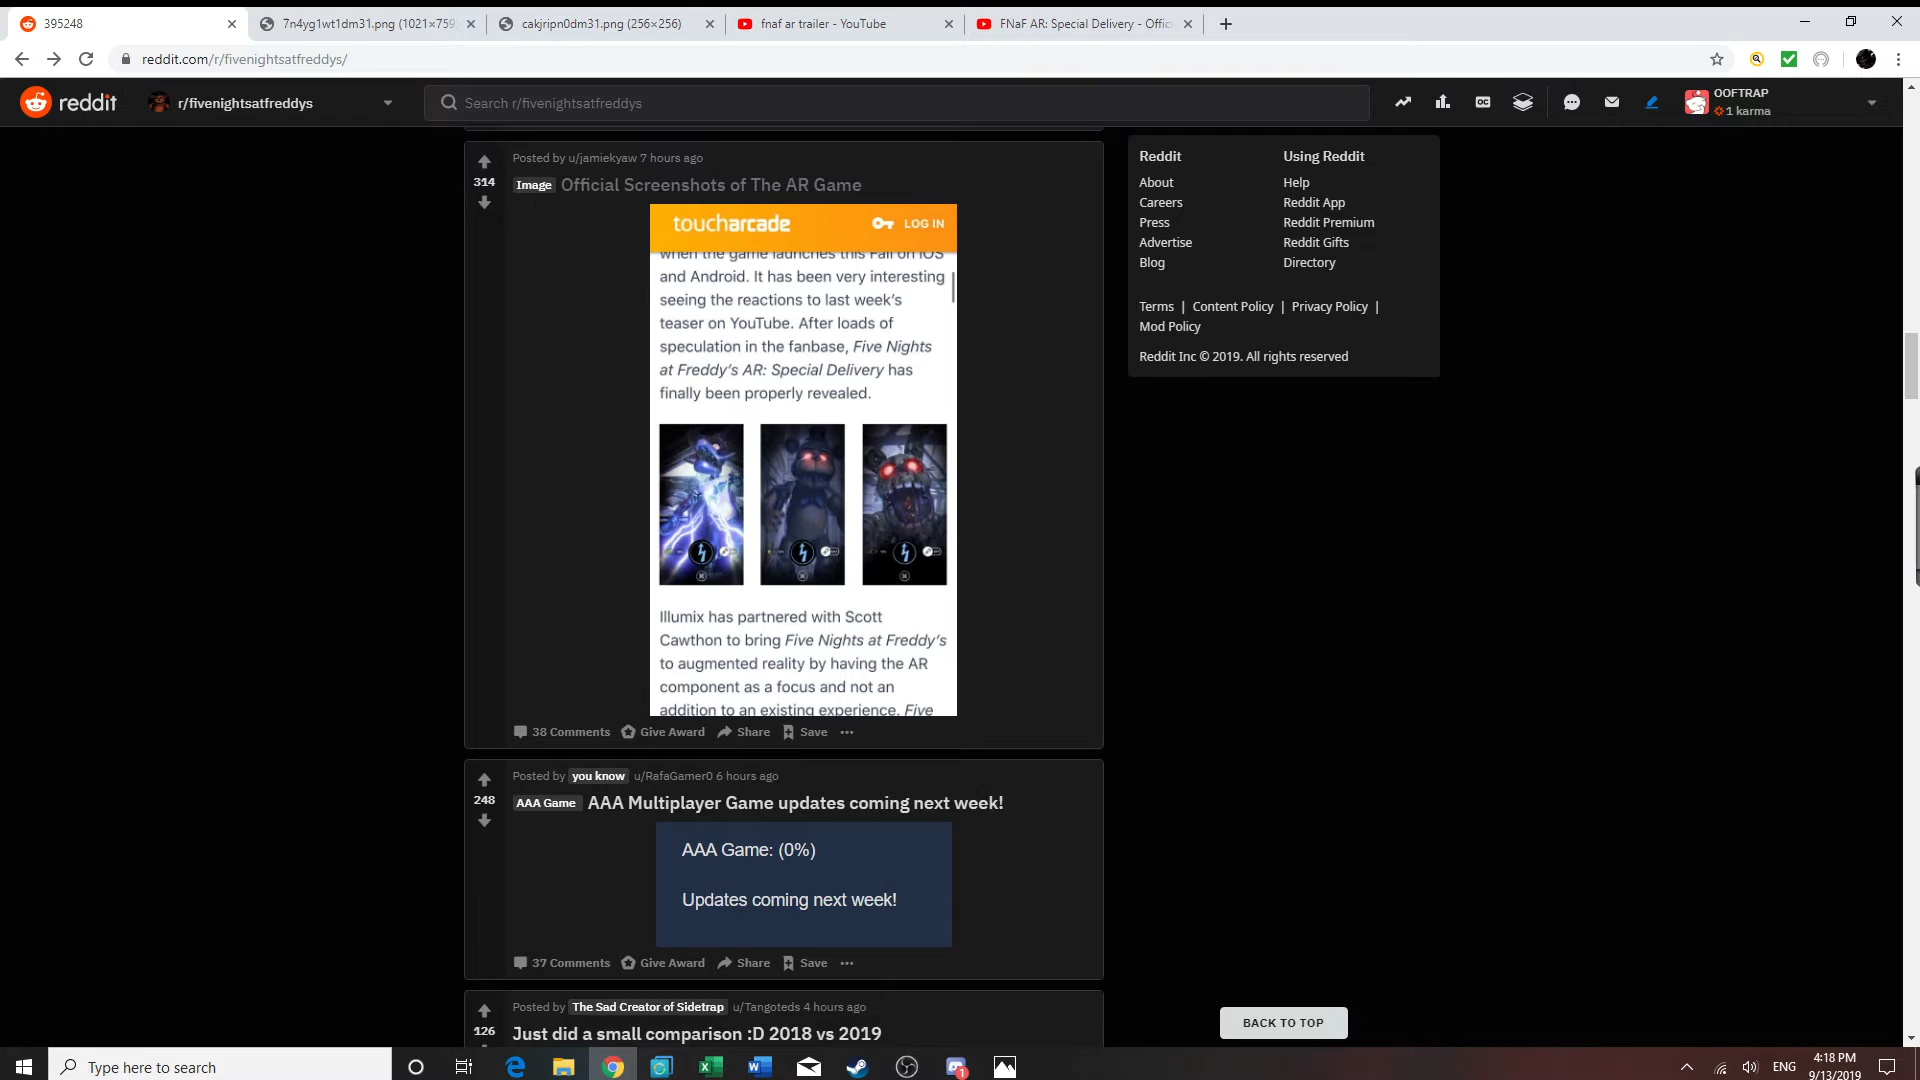 395248
7n4yg1wt1dm31.png (1021×759
cakjripn0dm31.png (256×256)
fnaf ar trailer - YouTube
FNaF AR: Special Delivery - Offic
reddit.com/r/fivenightsatfreddys/
reddit
r/fivenightsatfreddys
Search r/fivenightsatfreddys
OC
OOFTRAP
1 karma
Posted by u/jamiekyaw 7 hours ago
314
Image Official Screenshots of The AR Game
toucharcade
LOG IN
when the game launches this Fall on iOS
and Android. It has been very interesting
seeing the reactions to last week's
teaser on YouTube. After loads of
speculation in the fanbase, Five Nights
at Freddy's AR: Special Delivery has
finally been properly revealed.
Illumix has partnered with Scott
Cawthon to bring Five Nights at Freddy's
to augmented reality by having the AR
component as a focus and not an
addition to an existing experience. Five
38 Comments Give Award Share Save
Posted by you know u/RafaGamer0 6 hours ago
248
AAA Game AAA Multiplayer Game updates coming next week!
AAA Game: (0%)
Updates coming next week!
37 Comments Give Award Share Save
Posted by The Sad Creator of Sidetrap u/Tangoteds 4 hours ago
126
Just did a small comparison :D 2018 vs 2019
Reddit
About
Careers
Press
Advertise
Blog
Using Reddit
Help
Reddit App
Reddit Premium
Reddit Gifts
Directory
Terms | Content Policy | Privacy Policy |
Mod Policy
Reddit Inc © 2019. All rights reserved
BACK TO TOP
Type here to search
1
ENG
4:18 PM
9/13/2019